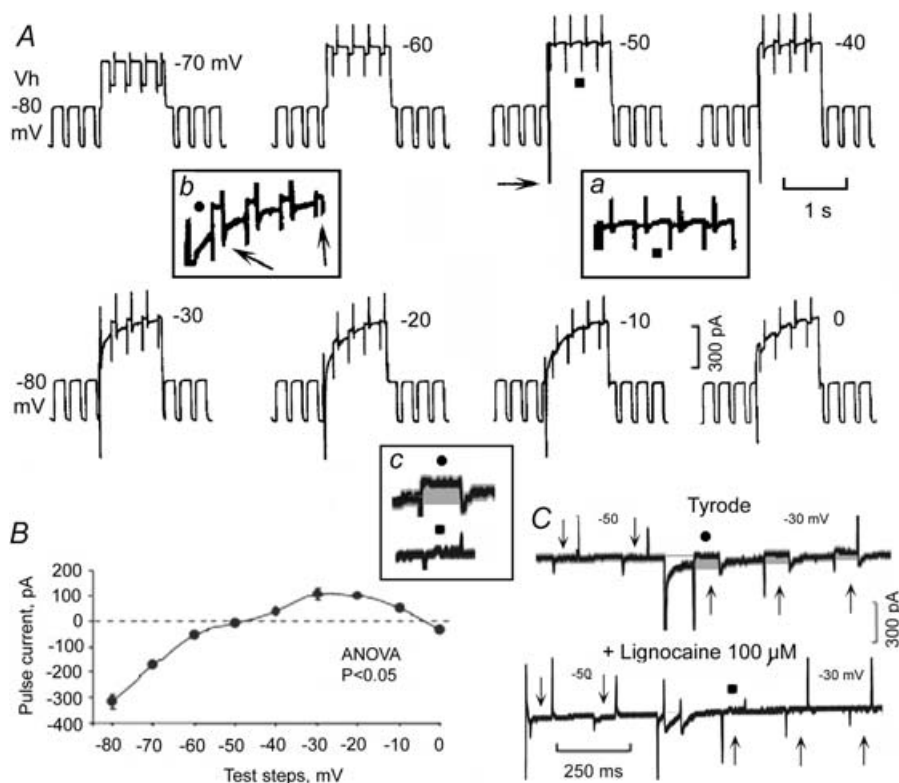 A
Vh
-80
mV
-70 mV
-60
-50
-40
b
a
1 s
-80
mV
-30
-20
-10
300 pA
0
c
B
Pulse current, pA
200
100
0
-100
-200
-300
-400
ANOVA
P<0.05
-80 -70 -60 -50 -40 -30 -20 -10 0
Test steps, mV
C
Tyrode
-50
-30 mV
300 pA
+ Lignocaine 100 µM
-50
-30 mV
250 ms